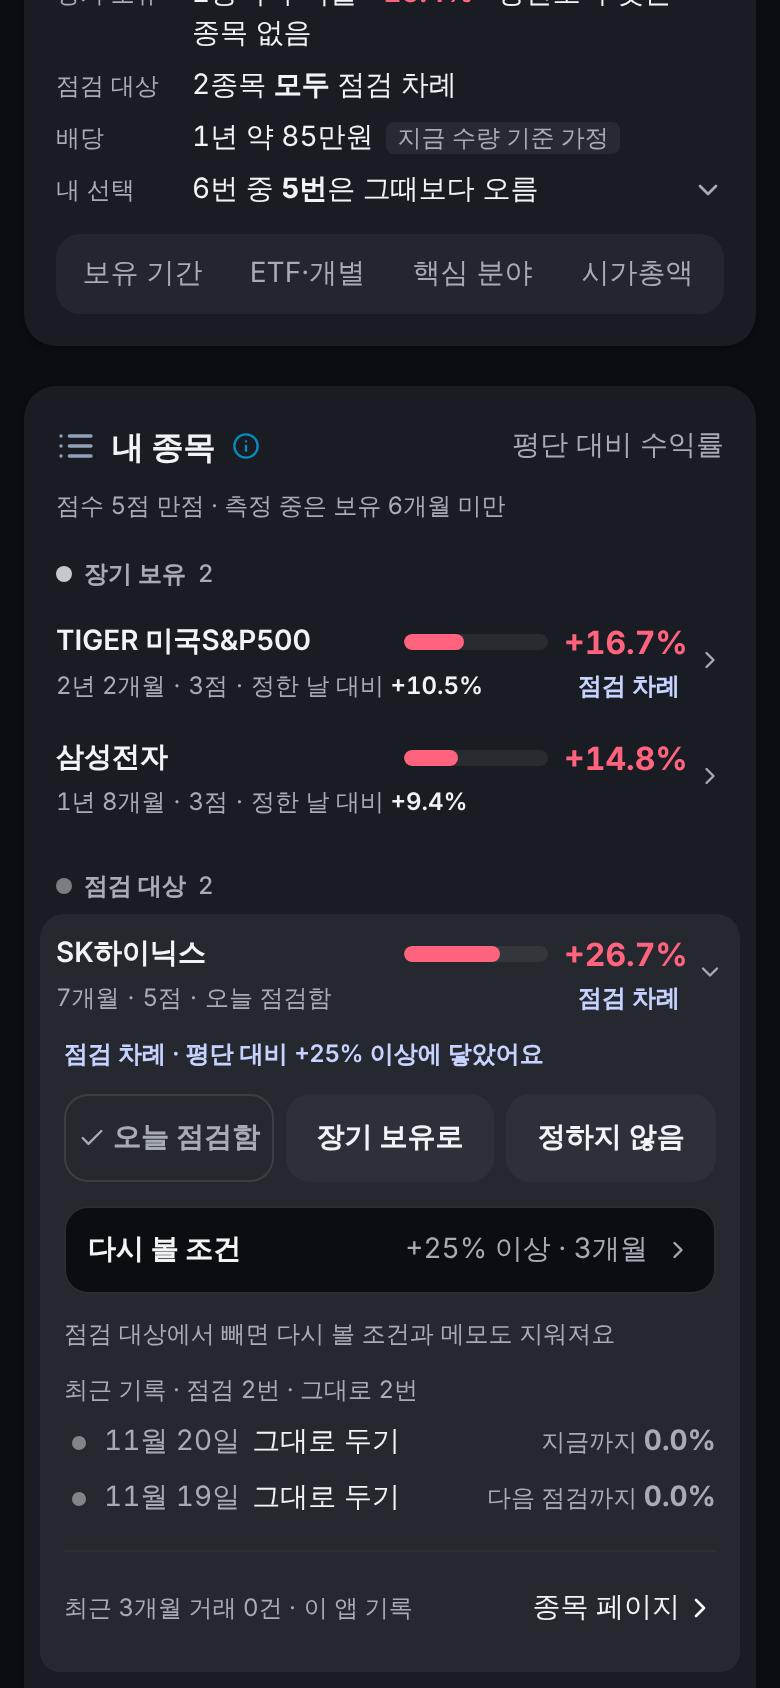 종목 없음
점검 대상 2종목 모두 점검 차례
배당 1년 약 85만원 지금 수량 기준 가정
내 선택 6번 중 5번은 그때보다 오름
보유 기간 ETF·개별 핵심 분야 시가총액
내 종목 평단 대비 수익률
점수 5점 만점 · 측정 중은 보유 6개월 미만
장기 보유 2
TIGER 미국S&P500 +16.7%
2년 2개월 · 3점 · 정한 날 대비 +10.5% 점검 차례
삼성전자 +14.8%
1년 8개월 · 3점 · 정한 날 대비 +9.4%
점검 대상 2
SK하이닉스 +26.7%
7개월 · 5점 · 오늘 점검함 점검 차례
점검 차례 · 평단 대비 +25% 이상에 닿았어요
오늘 점검함 장기 보유로 정하지 않음
다시 볼 조건 +25% 이상 · 3개월
점검 대상에서 빼면 다시 볼 조건과 메모도 지워져요
최근 기록 · 점검 2번 · 그대로 2번
11월 20일 그대로 두기 지금까지 0.0%
11월 19일 그대로 두기 다음 점검까지 0.0%
최근 3개월 거래 0건 · 이 앱 기록 종목 페이지